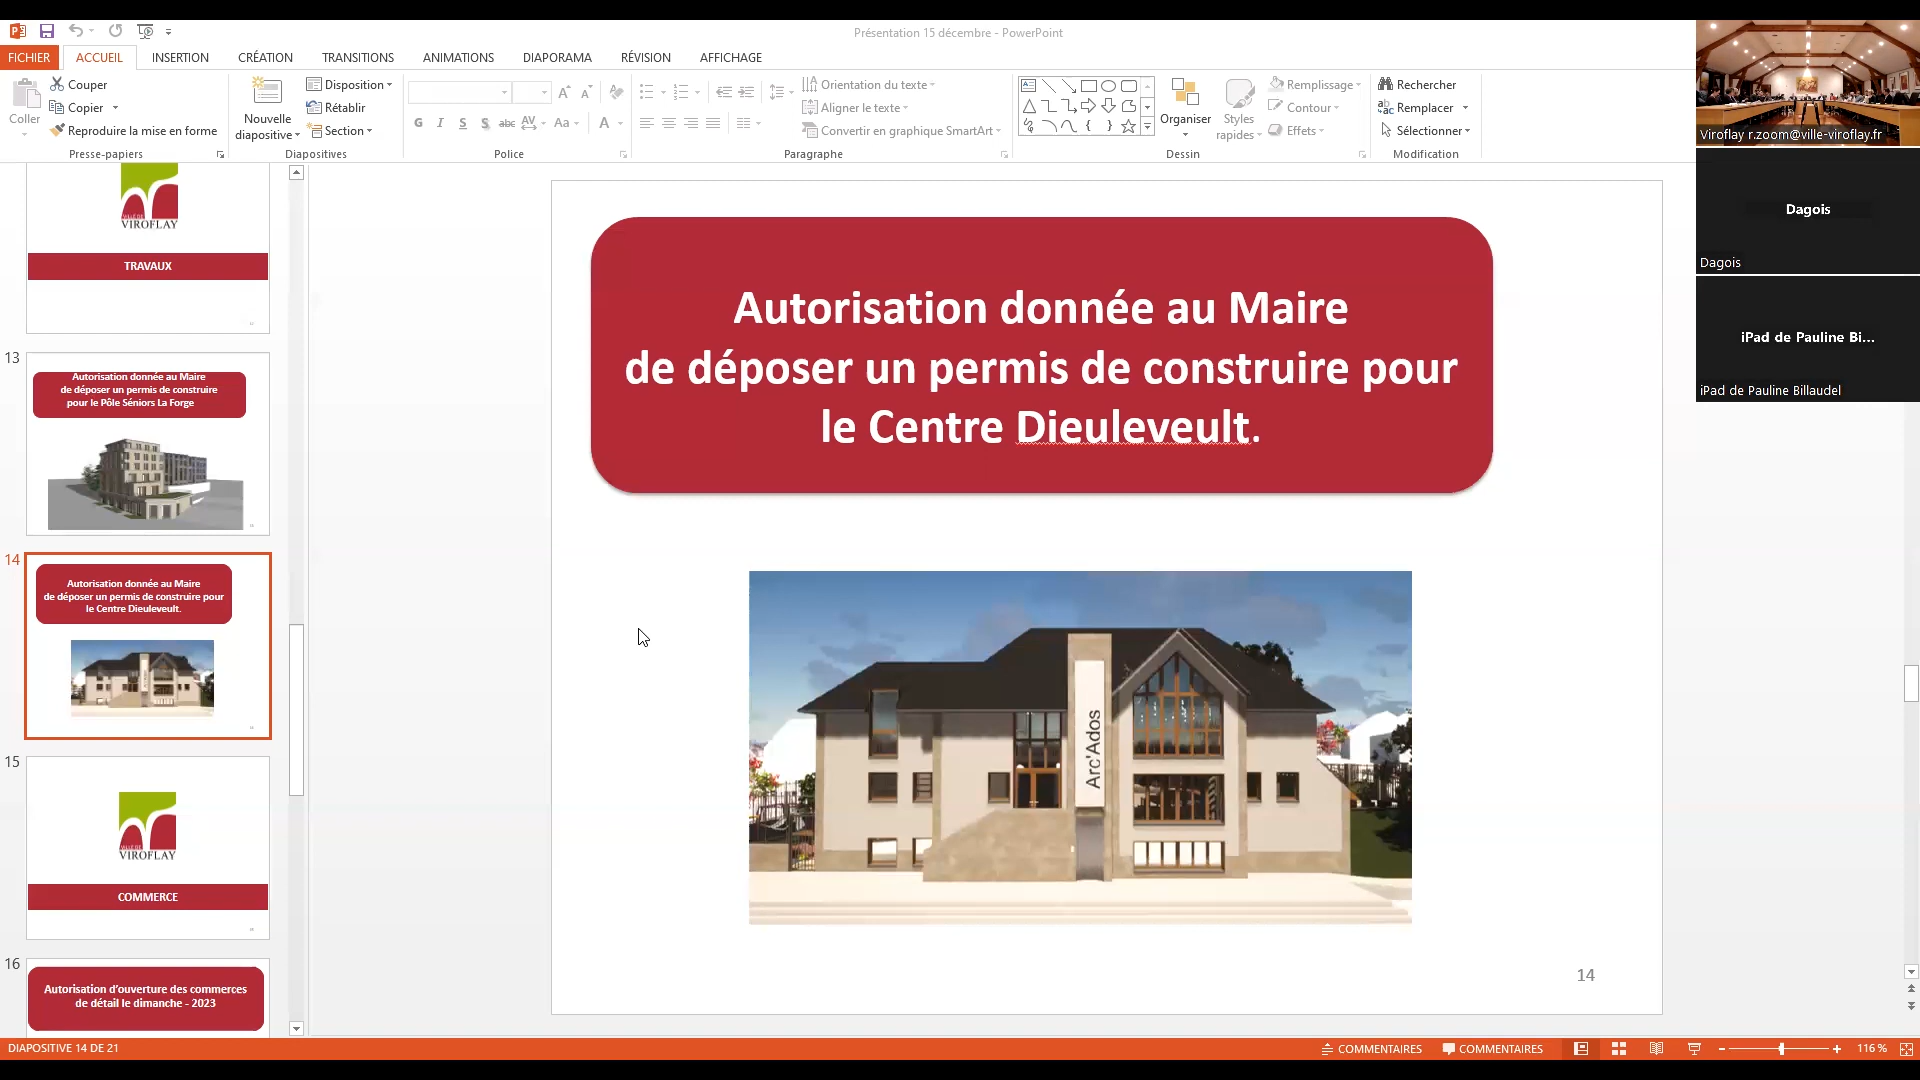 Présentation 15 décembre - PowerPoint
FICHIER
ACCUEIL
INSERTION
CRÉATION
TRANSITIONS
ANIMATIONS
DIAPORAMA
RÉVISION
AFFICHAGE
Coller
Couper
Copier
Reproduire la mise en forme
Presse-papiers
Nouvelle
diapositive
Disposition
Rétablir
Section
Diapositives
G I S S abc AV Aa A
Police
Orientation du texte
Aligner le texte
Convertir en graphique SmartArt
Paragraphe
Organiser
Styles
rapides
Remplissage
Contour
Effets
Dessin
Rechercher
Remplacer
Sélectionner
Modification
VILLE DE
VIROFLAY
TRAVAUX
13
Autorisation donnée au Maire
de déposer un permis de construire
pour le Pôle Séniors La Forge
14
Autorisation donnée au Maire
de déposer un permis de construire pour
le Centre Dieuleveult.
15
VILLE DE
VIROFLAY
COMMERCE
16
Autorisation d'ouverture des commerces
de détail le dimanche - 2023
Autorisation donnée au Maire
de déposer un permis de construire pour
le Centre Dieuleveult.
Arc'Ados
14
Viroflay r.zoom@ville-viroflay.fr
Dagois
Dagois
iPad de Pauline Bi...
iPad de Pauline Billaudel
DIAPOSITIVE 14 DE 21
COMMENTAIRES
COMMENTAIRES
116 %